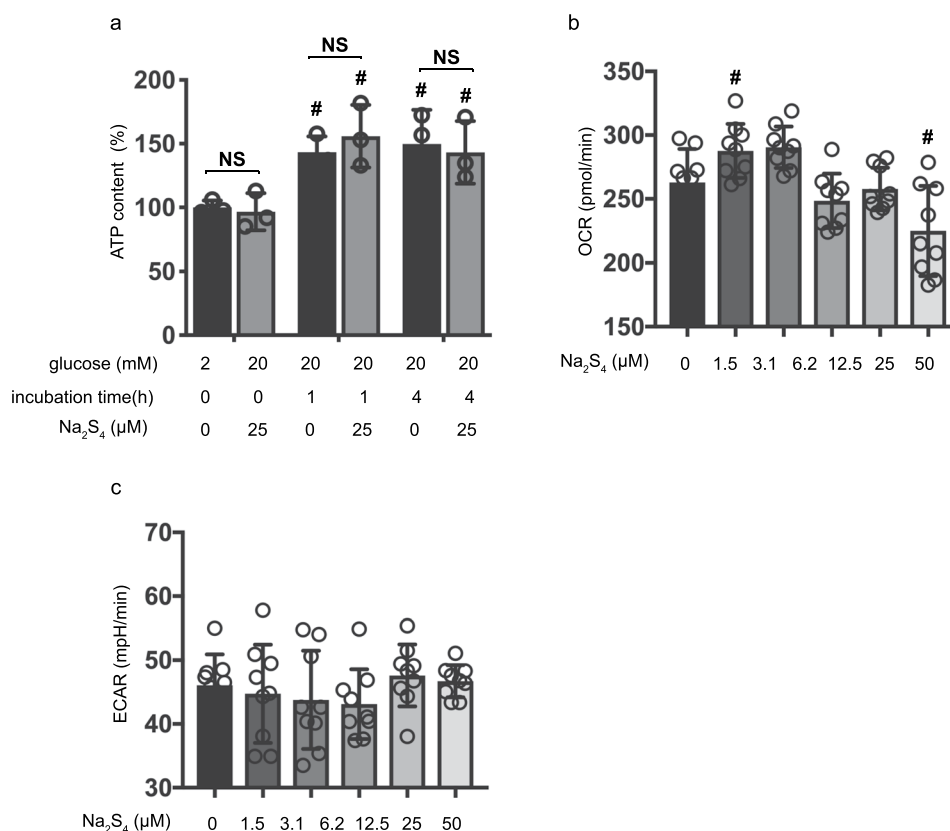 a
NS
NS
NS
# # # #
200
150
100
50
0
ATP content (%)
glucose (mM) 2 20 20 20 20 20
incubation time(h) 0 0 1 1 4 4
Na₂S₄ (μM) 0 25 0 25 0 25
b
# #
350
300
250
200
150
OCR (pmol/min)
Na₂S₄ (μM) 0 1.5 3.1 6.2 12.5 25 50
c
70
60
50
40
30
ECAR (mpH/min)
Na₂S₄ (μM) 0 1.5 3.1 6.2 12.5 25 50